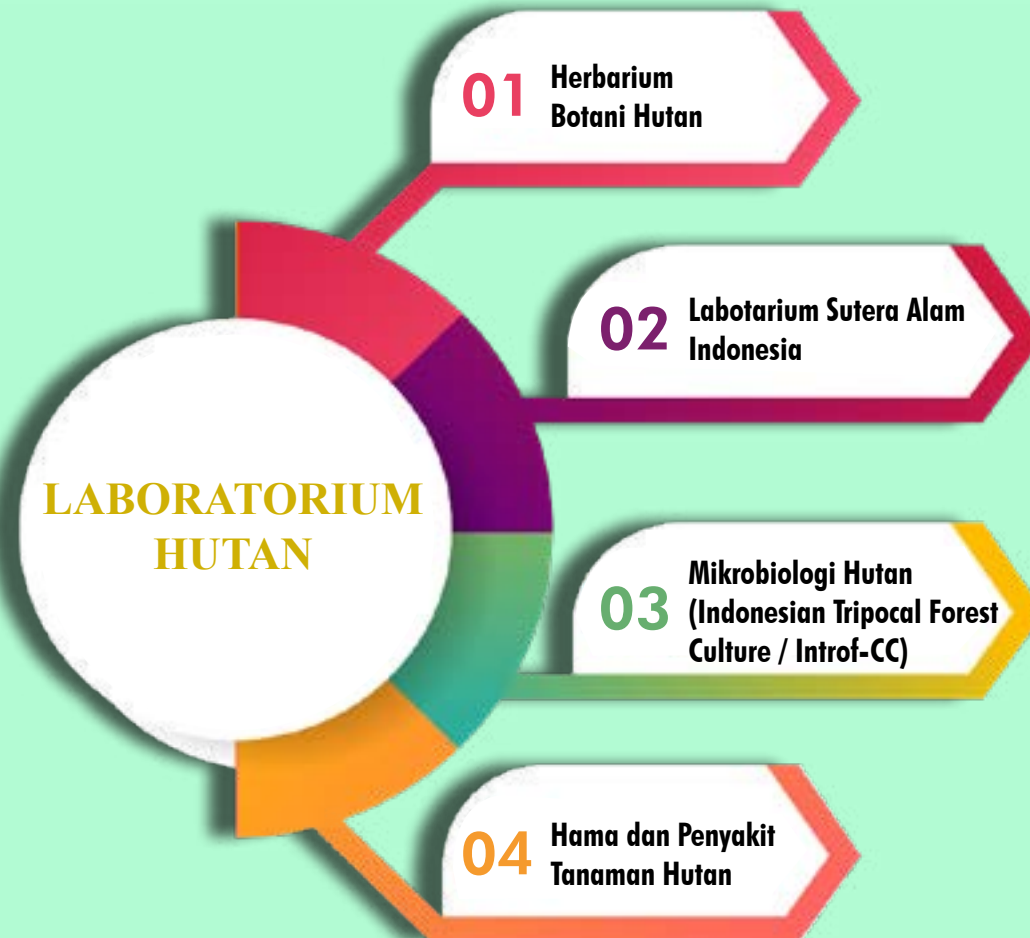 01
Herbarium
Botani Hutan
02
Labotarium Sutera Alam
Indonesia
LABORATORIUM
HUTAN
03
Mikrobiologi Hutan
(Indonesian Tripocal Forest
Culture / Introf-CC)
04
Hama dan Penyakit
Tanaman Hutan